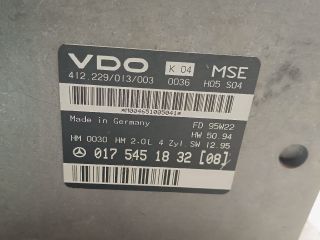 VDO K 04 MSE
412.229/013/003 0036 H05 S04
*M004651005041*
Made in Germany FD 95W22
HW 50.94
HM 0030 HM 2.0L 4 Zyl. SW 12.95
017 545 18 32 [08]